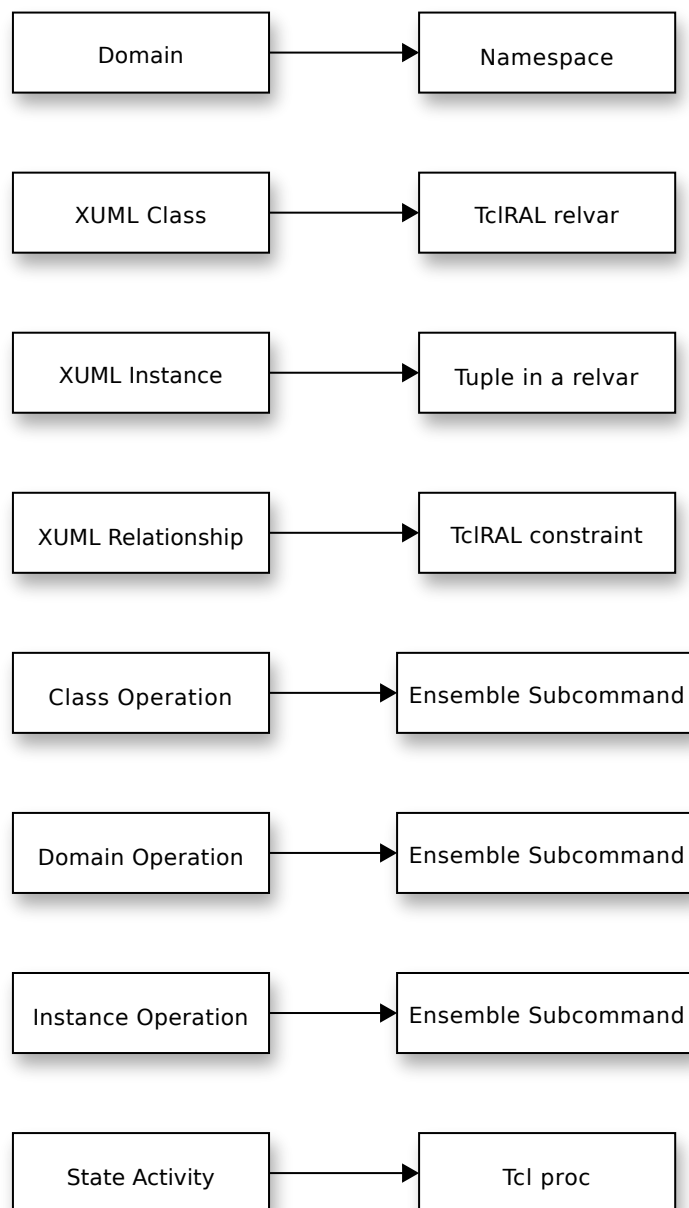 Domain
Namespace
XUML Class
TclRAL relvar
XUML Instance
Tuple in a relvar
XUML Relationship
TclRAL constraint
Class Operation
Ensemble Subcommand
Domain Operation
Ensemble Subcommand
Instance Operation
Ensemble Subcommand
State Activity
Tcl proc